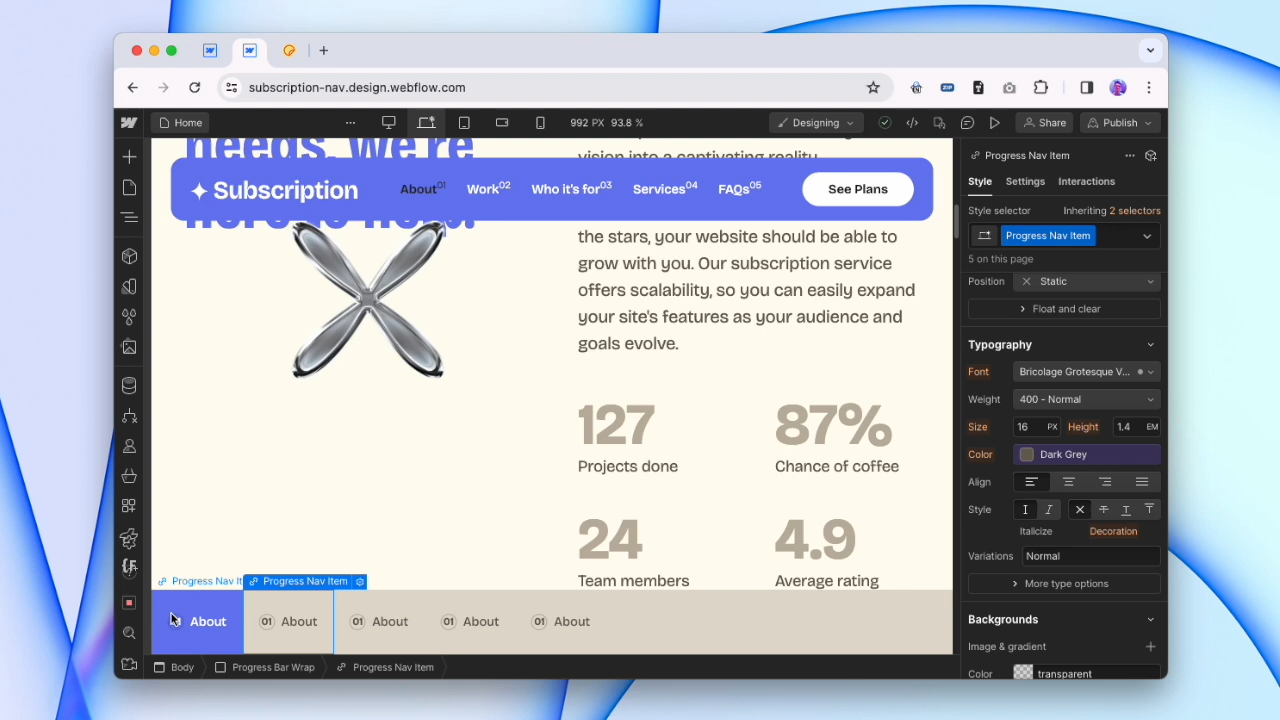 subscription-nav.design.webflow.com
ZIP
Home
992 PX 93.8 %
Designing
Share
Publish
needs, we're
vision into a captivating reality.
Subscription
About01
Work02
Who it's for03
Services04
FAQs05
See Plans
here to help.
the stars, your website should be able to
grow with you. Our subscription service
offers scalability, so you can easily expand
your site's features as your audience and
goals evolve.
127
Projects done
87%
Chance of coffee
24
Team members
4.9
Average rating
Progress Nav It
Progress Nav Item
About
01 About
01 About
01 About
01 About
Body
Progress Bar Wrap
Progress Nav Item
Progress Nav Item
Style
Settings
Interactions
Style selector
Inheriting 2 selectors
Progress Nav Item
5 on this page
Position
Static
Float and clear
Typography
Font
Bricolage Grotesque V...
Weight
400 - Normal
Size
16 PX
Height
1.4 EM
Color
Dark Grey
Align
Style
Italicize
Decoration
Variations
Normal
More type options
Backgrounds
Image & gradient
Color
transparent